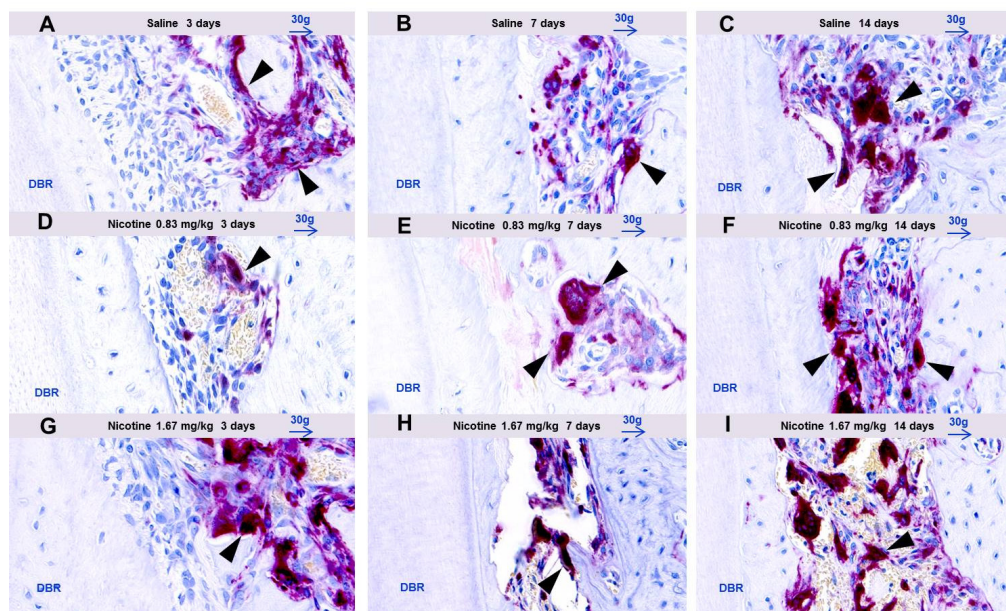 A Saline 3 days 30g
B Saline 7 days 30g
C Saline 14 days 30g
DBR
DBR
DBR
D Nicotine 0.83 mg/kg 3 days 30g
E Nicotine 0.83 mg/kg 7 days 30g
F Nicotine 0.83 mg/kg 14 days 30g
DBR
DBR
DBR
G Nicotine 1.67 mg/kg 3 days 30g
H Nicotine 1.67 mg/kg 7 days 30g
I Nicotine 1.67 mg/kg 14 days 30g
DBR
DBR
DBR